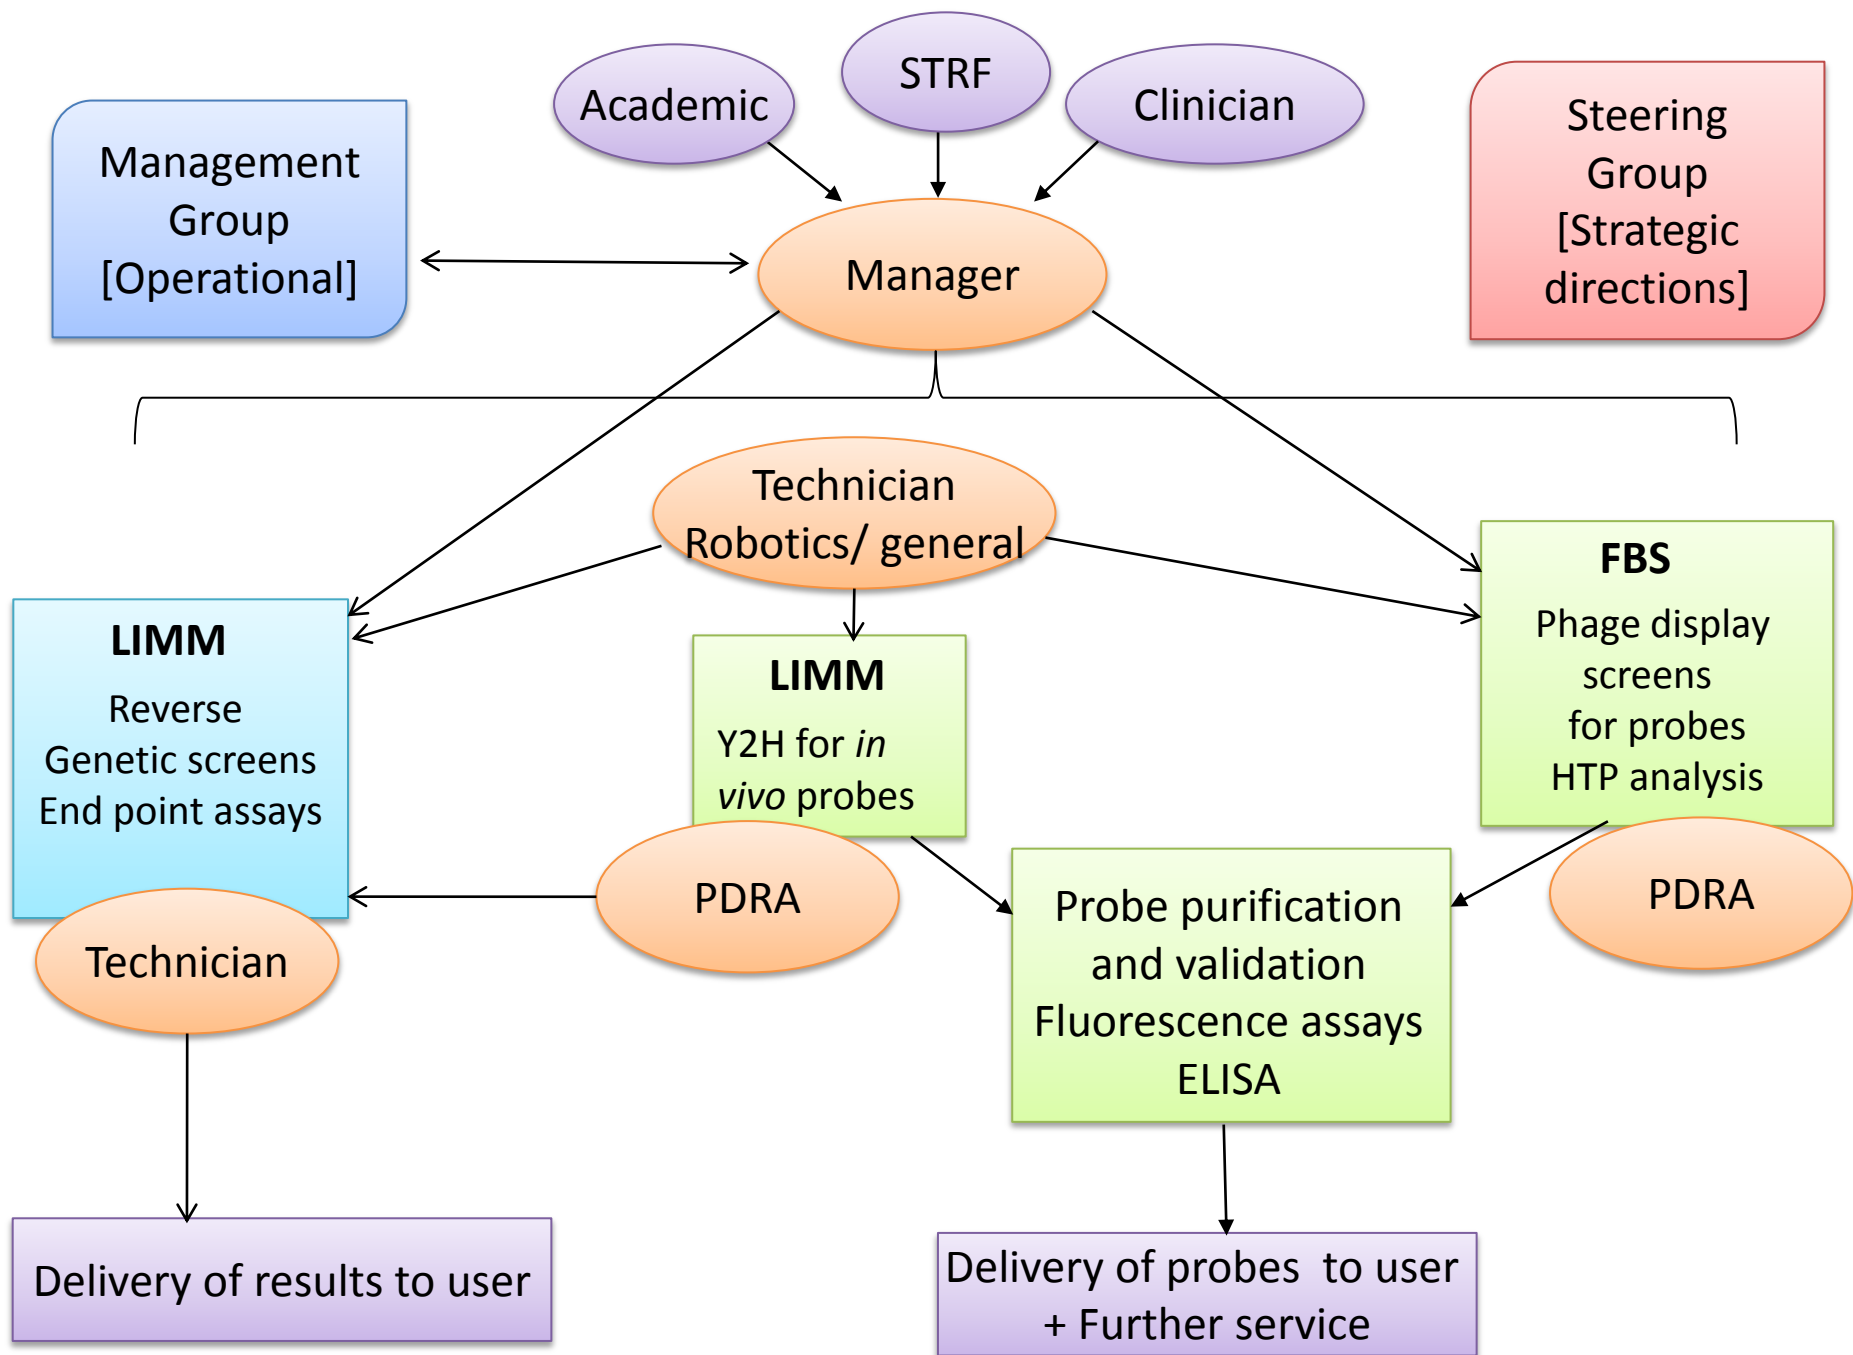 STRF
Academic
Clinician
Management
Group
[Operational]
Steering
Group
[Strategic
directions]
Manager
Technician
Robotics/ general
LIMM
Reverse
Genetic screens
End point assays
Technician
LIMM
Y2H for in
vivo probes
PDRA
FBS
Phage display
screens
for probes
HTP analysis
PDRA
Probe purification
and validation
Fluorescence assays
ELISA
Delivery of results to user
Delivery of probes  to user
+ Further service